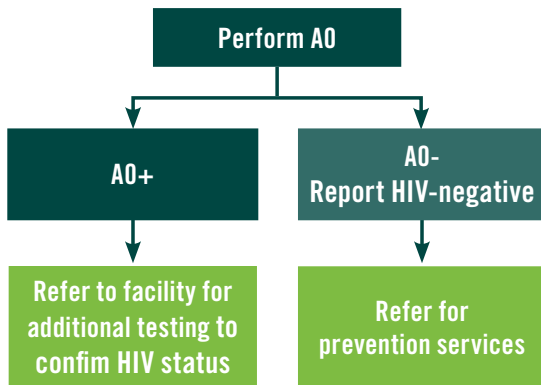 Perform A0
A0+
A0-
Report HIV-negative
Refer to facility for
additional testing to
confim HIV status
Refer for
prevention services